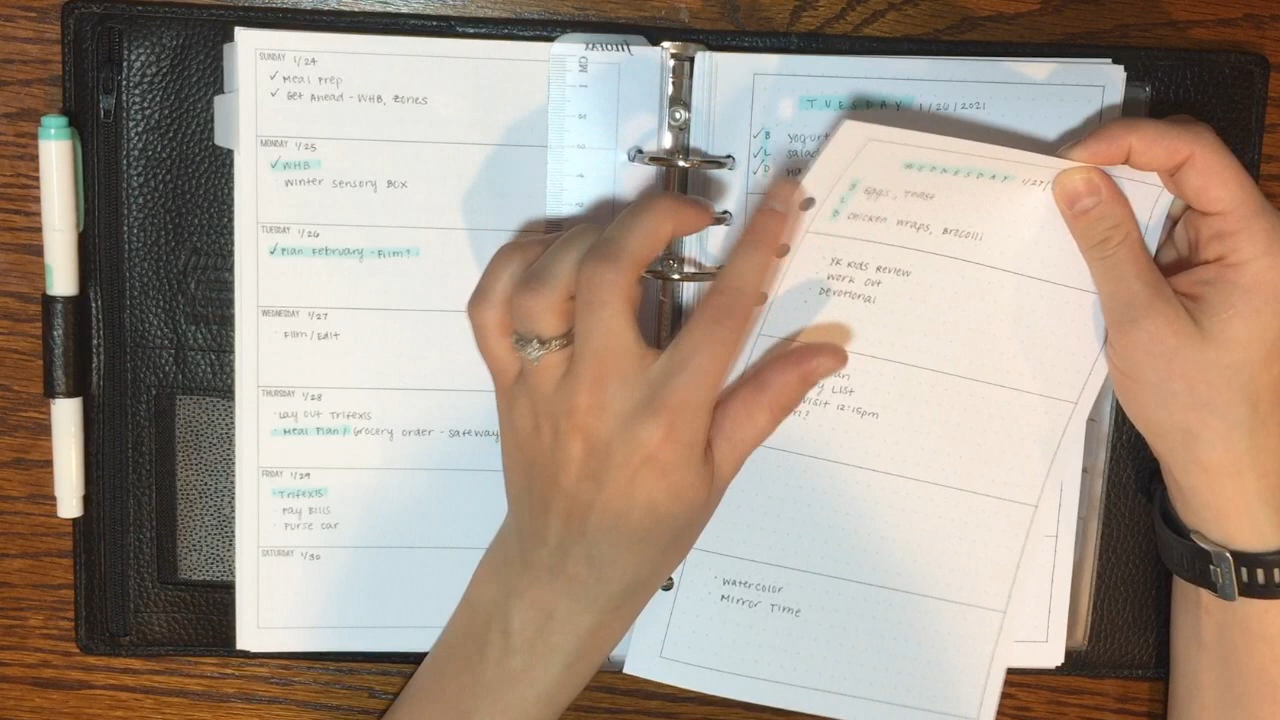 SUNDAY 1/24
✓ Meal Prep
✓ Get Ahead - WHB, Zones
MONDAY 1/25
✓ WHB
· Winter Sensory Box
TUESDAY 1/26
✓ Plan February - Film?
WEDNESDAY 1/27
· Film / Edit
THURSDAY 1/28
· Lay Out Trifexis
· Meal Plan / Grocery order - Safeway
FRIDAY 1/29
· Trifexis
· Pay Bills
· Purse car
SATURDAY 1/30
filofax
CM
TUESDAY 1/26/2021
✓ B Yogurt
✓ L Salad
✓ D
WEDNESDAY 1/27/
B Eggs, Toast
L
D Chicken wraps, Brocolli
· YK Kids Review
· Work Out
· Devotional
List
Visit 12:15pm
· Watercolor
· Mirror Time